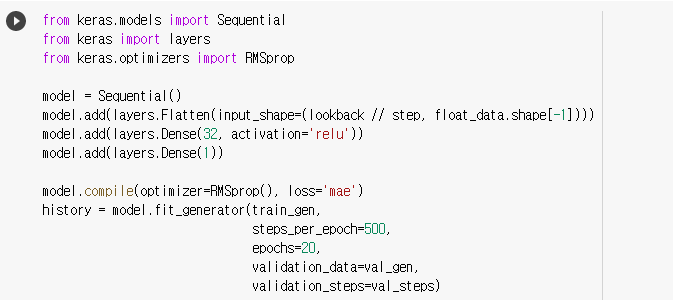 from keras.models import Sequential
from keras import layers
from keras.optimizers import RMSprop
model = Sequential()
model.add(layers.Flatten(input_shape=(lookback // step, float_data.shape[-1])))
model.add(layers.Dense(32, activation='relu'))
model.add(layers.Dense(1))
model.compile(optimizer=RMSprop(), loss='mae')
history = model.fit_generator(train_gen,
steps_per_epoch=500,
epochs=20,
validation_data=val_gen,
validation_steps=val_steps)